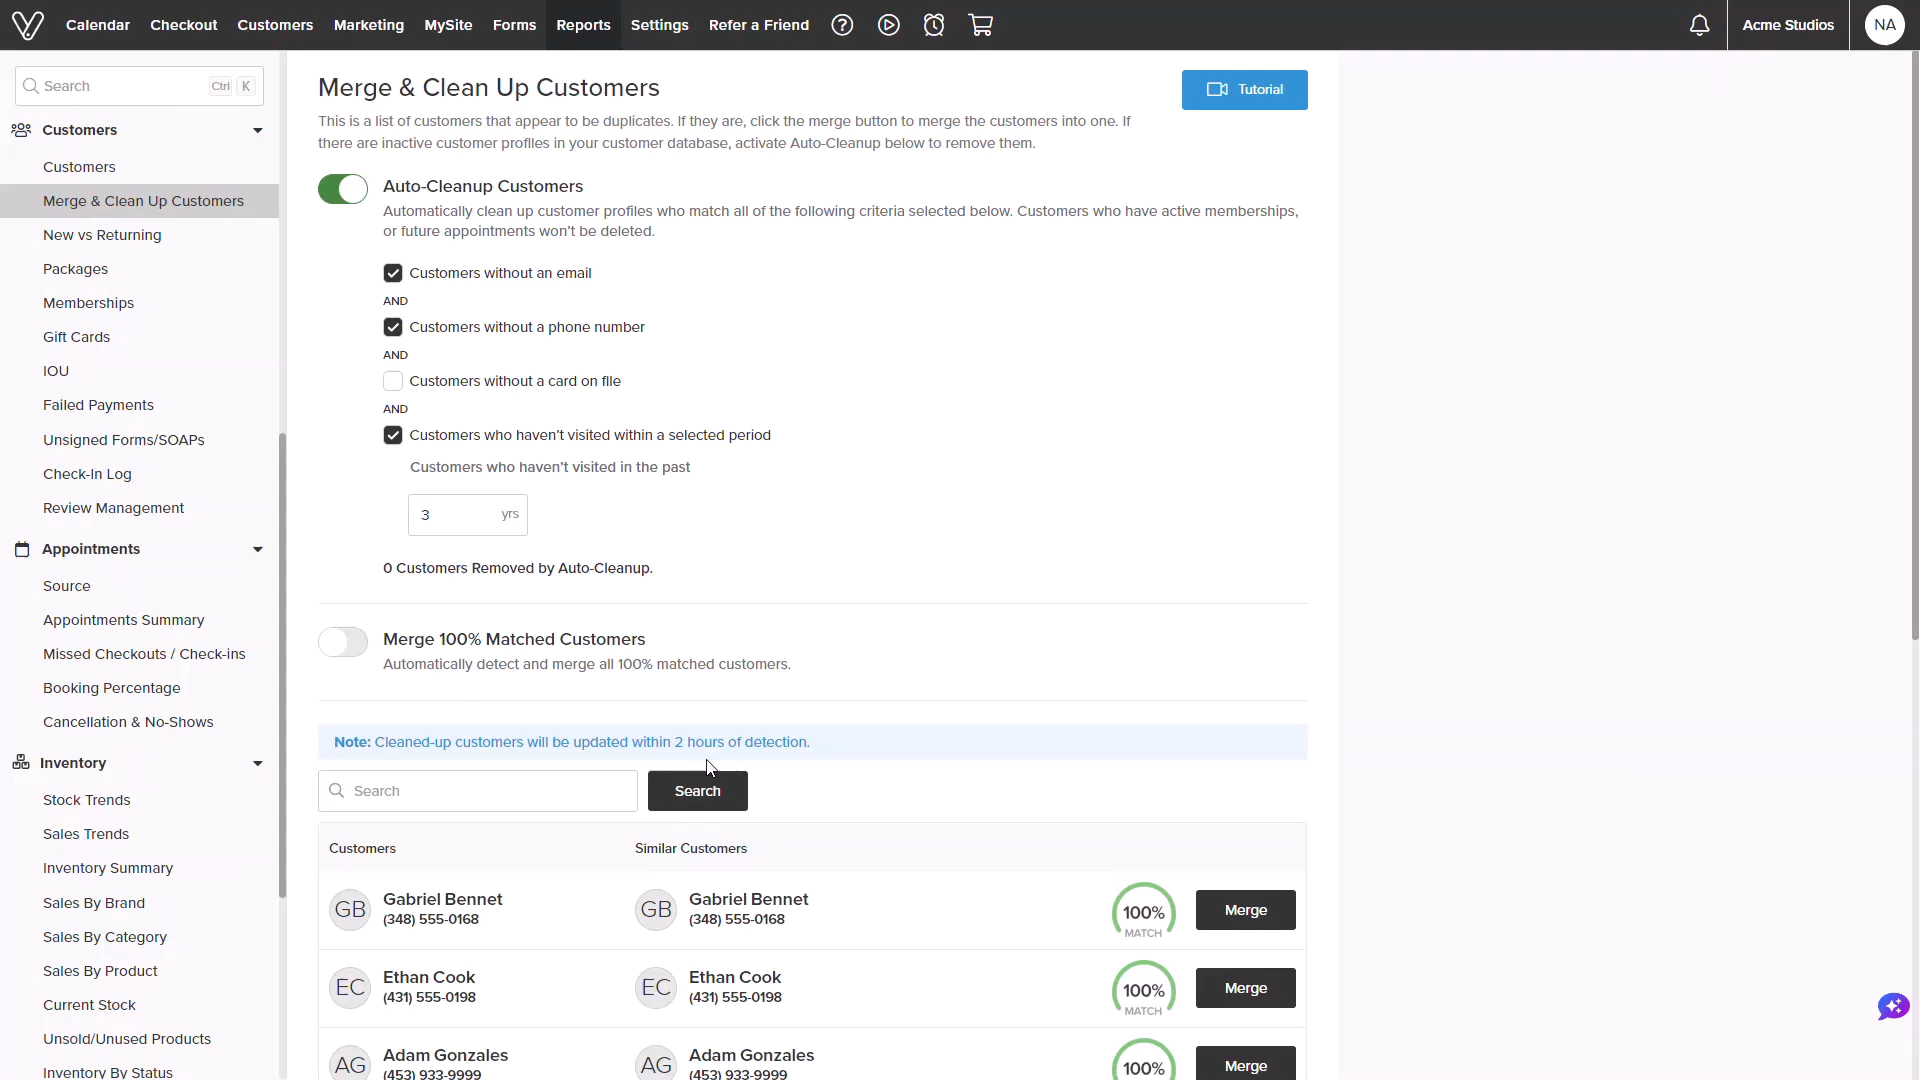 Calendar
Checkout
Customers
Marketing
MySite
Forms
Reports
Settings
Refer a Friend
Acme Studios
NA
Search
Ctrl
K
Customers
Customers
Merge & Clean Up Customers
New vs Returning
Packages
Memberships
Gift Cards
IOU
Failed Payments
Unsigned Forms/SOAPs
Check-In Log
Review Management
Appointments
Source
Appointments Summary
Missed Checkouts / Check-ins
Booking Percentage
Cancellation & No-Shows
Inventory
Stock Trends
Sales Trends
Inventory Summary
Sales By Brand
Sales By Category
Sales By Product
Current Stock
Unsold/Unused Products
Inventory By Status
Merge & Clean Up Customers
Tutorial
This is a list of customers that appear to be duplicates. If they are, click the merge button to merge the customers into one. If
there are inactive customer profiles in your customer database, activate Auto-Cleanup below to remove them.
Auto-Cleanup Customers
Automatically clean up customer profiles who match all of the following criteria selected below. Customers who have active memberships,
or future appointments won't be deleted.
Customers without an email
AND
Customers without a phone number
AND
Customers without a card on file
AND
Customers who haven't visited within a selected period
Customers who haven't visited in the past
3 yrs
0 Customers Removed by Auto-Cleanup.
Merge 100% Matched Customers
Automatically detect and merge all 100% matched customers.
Note: Cleaned-up customers will be updated within 2 hours of detection.
Search
Search
Customers
Similar Customers
GB
Gabriel Bennet
(348) 555-0168
GB
Gabriel Bennet
(348) 555-0168
100%
MATCH
Merge
EC
Ethan Cook
(431) 555-0198
EC
Ethan Cook
(431) 555-0198
100%
MATCH
Merge
AG
Adam Gonzales
(453) 933-9999
AG
Adam Gonzales
(453) 933-9999
100%
Merge